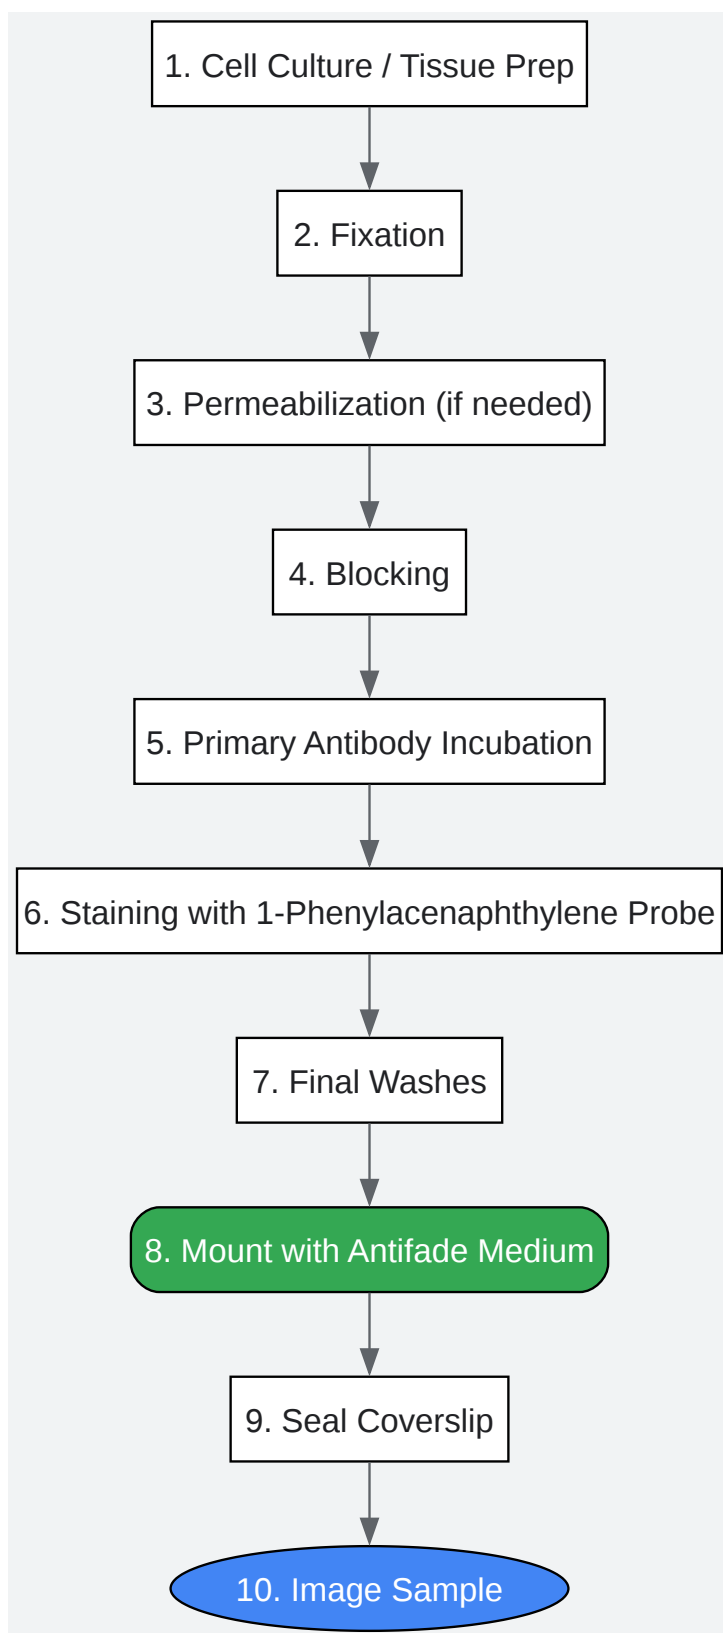 1. Cell Culture / Tissue Prep
2. Fixation
3. Permeabilization (if needed)
4. Blocking
5. Primary Antibody Incubation
6. Staining with 1-Phenylacenaphthylene Probe
7. Final Washes
8. Mount with Antifade Medium
9. Seal Coverslip
10. Image Sample